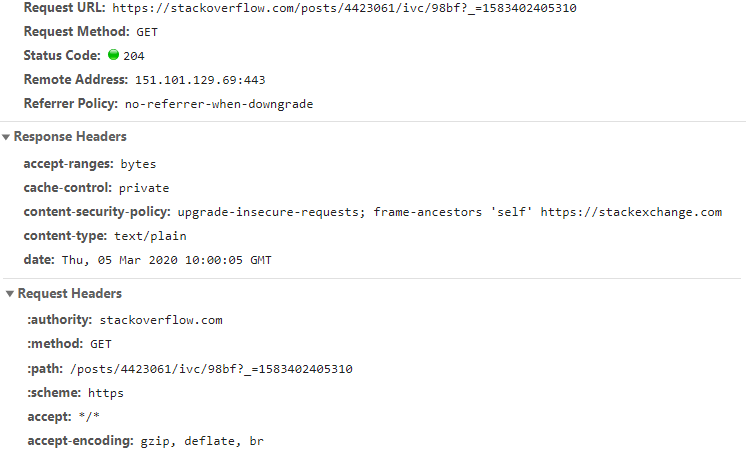 Request URL: https://stackoverflow.com/posts/4423061/ivc/98bf?_=1583402405310
Request Method: GET
Status Code: 204
Remote Address: 151.101.129.69:443
Referrer Policy: no-referrer-when-downgrade
Response Headers
accept-ranges: bytes
cache-control: private
content-security-policy: upgrade-insecure-requests; frame-ancestors 'self' https://stackexchange.com
content-type: text/plain
date: Thu, 05 Mar 2020 10:00:05 GMT
Request Headers
:authority: stackoverflow.com
:method: GET
:path: /posts/4423061/ivc/98bf?_=1583402405310
:scheme: https
accept: */*
accept-encoding: gzip, deflate, br